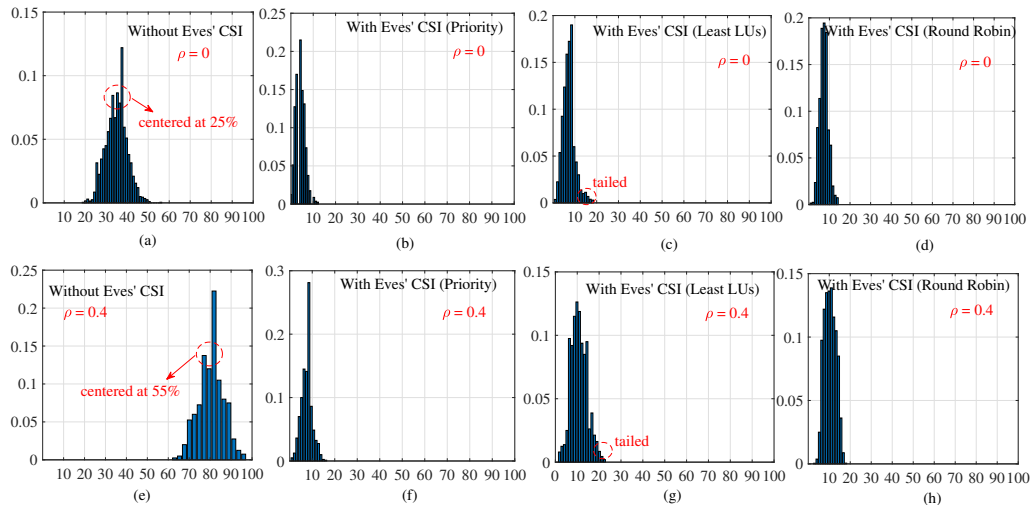 0.15
Without Eves' CSI
ρ = 0
0.1
centered at 25%
0.05
0
10 20 30 40 50 60 70 80 90 100
(a)
With Eves' CSI (Priority)
ρ = 0
0.25
0.2
0.15
0.1
0.05
0
10 20 30 40 50 60 70 80 90 100
(b)
With Eves' CSI (Least LUs)
ρ = 0
0.2
0.15
0.1
0.05
tailed
0
10 20 30 40 50 60 70 80 90 100
(c)
With Eves' CSI (Round Robin)
ρ = 0
0.2
0.15
0.1
0.05
0
10 20 30 40 50 60 70 80 90 100
(d)
0.25
Without Eves' CSI
ρ = 0.4
0.2
0.15
0.1
centered at 55%
0.05
0
10 20 30 40 50 60 70 80 90 100
(e)
0.3
With Eves' CSI (Priority)
ρ = 0.4
0.2
0.1
0
10 20 30 40 50 60 70 80 90 100
(f)
0.15
With Eves' CSI (Least LUs)
ρ = 0.4
0.1
0.05
tailed
0
10 20 30 40 50 60 70 80 90 100
(g)
0.15
With Eves' CSI (Round Robin)
ρ = 0.4
0.1
0.05
0
10 20 30 40 50 60 70 80 90 100
(h)